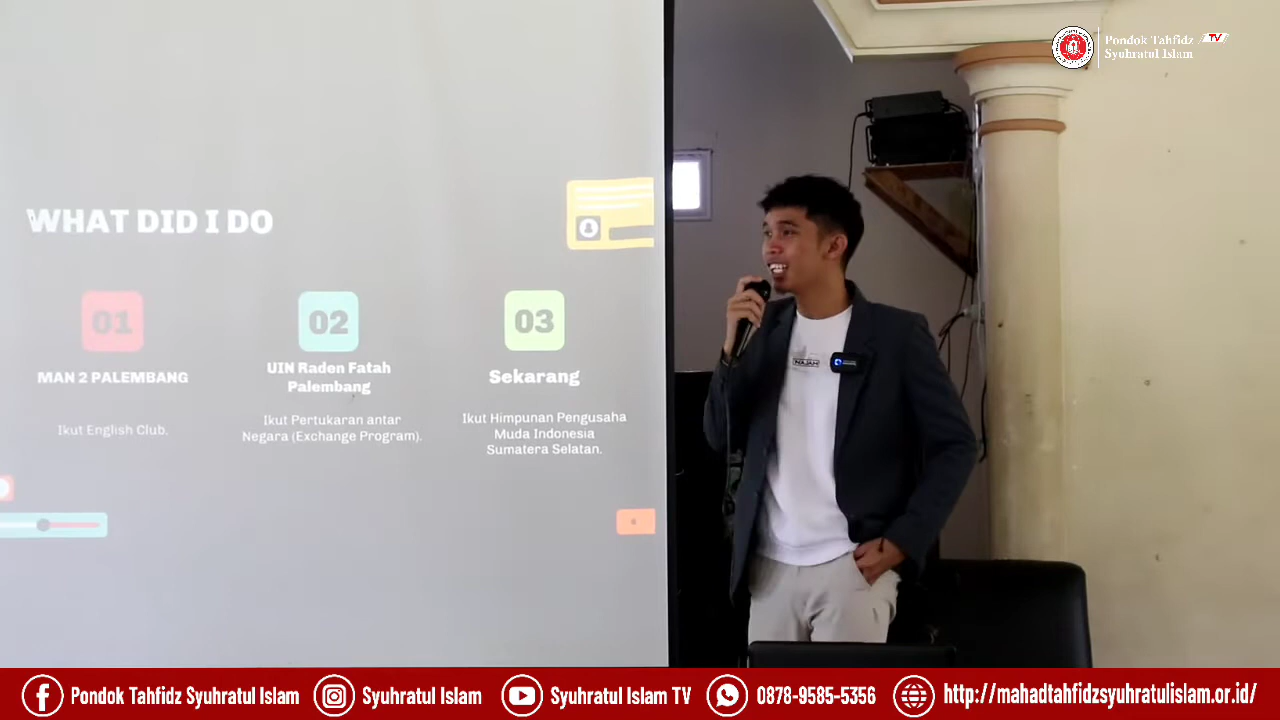 Pondok Tahfidz TV
Syuhratul Islam
WHAT DID I DO
01
02
03
MAN 2 PALEMBANG
UIN Raden Fatah
Palembang
Sekarang
Ikut English Club.
Ikut Pertukaran antar
Negara (Exchange Program).
Ikut Himpunan Pengusaha
Muda Indonesia
Sumatera Selatan.
Pondok Tahfidz Syuhratul Islam
Syuhratul Islam
Syuhratul Islam TV
0878-9585-5356
http://mahadtahfidzsyuhratulislam.or.id/